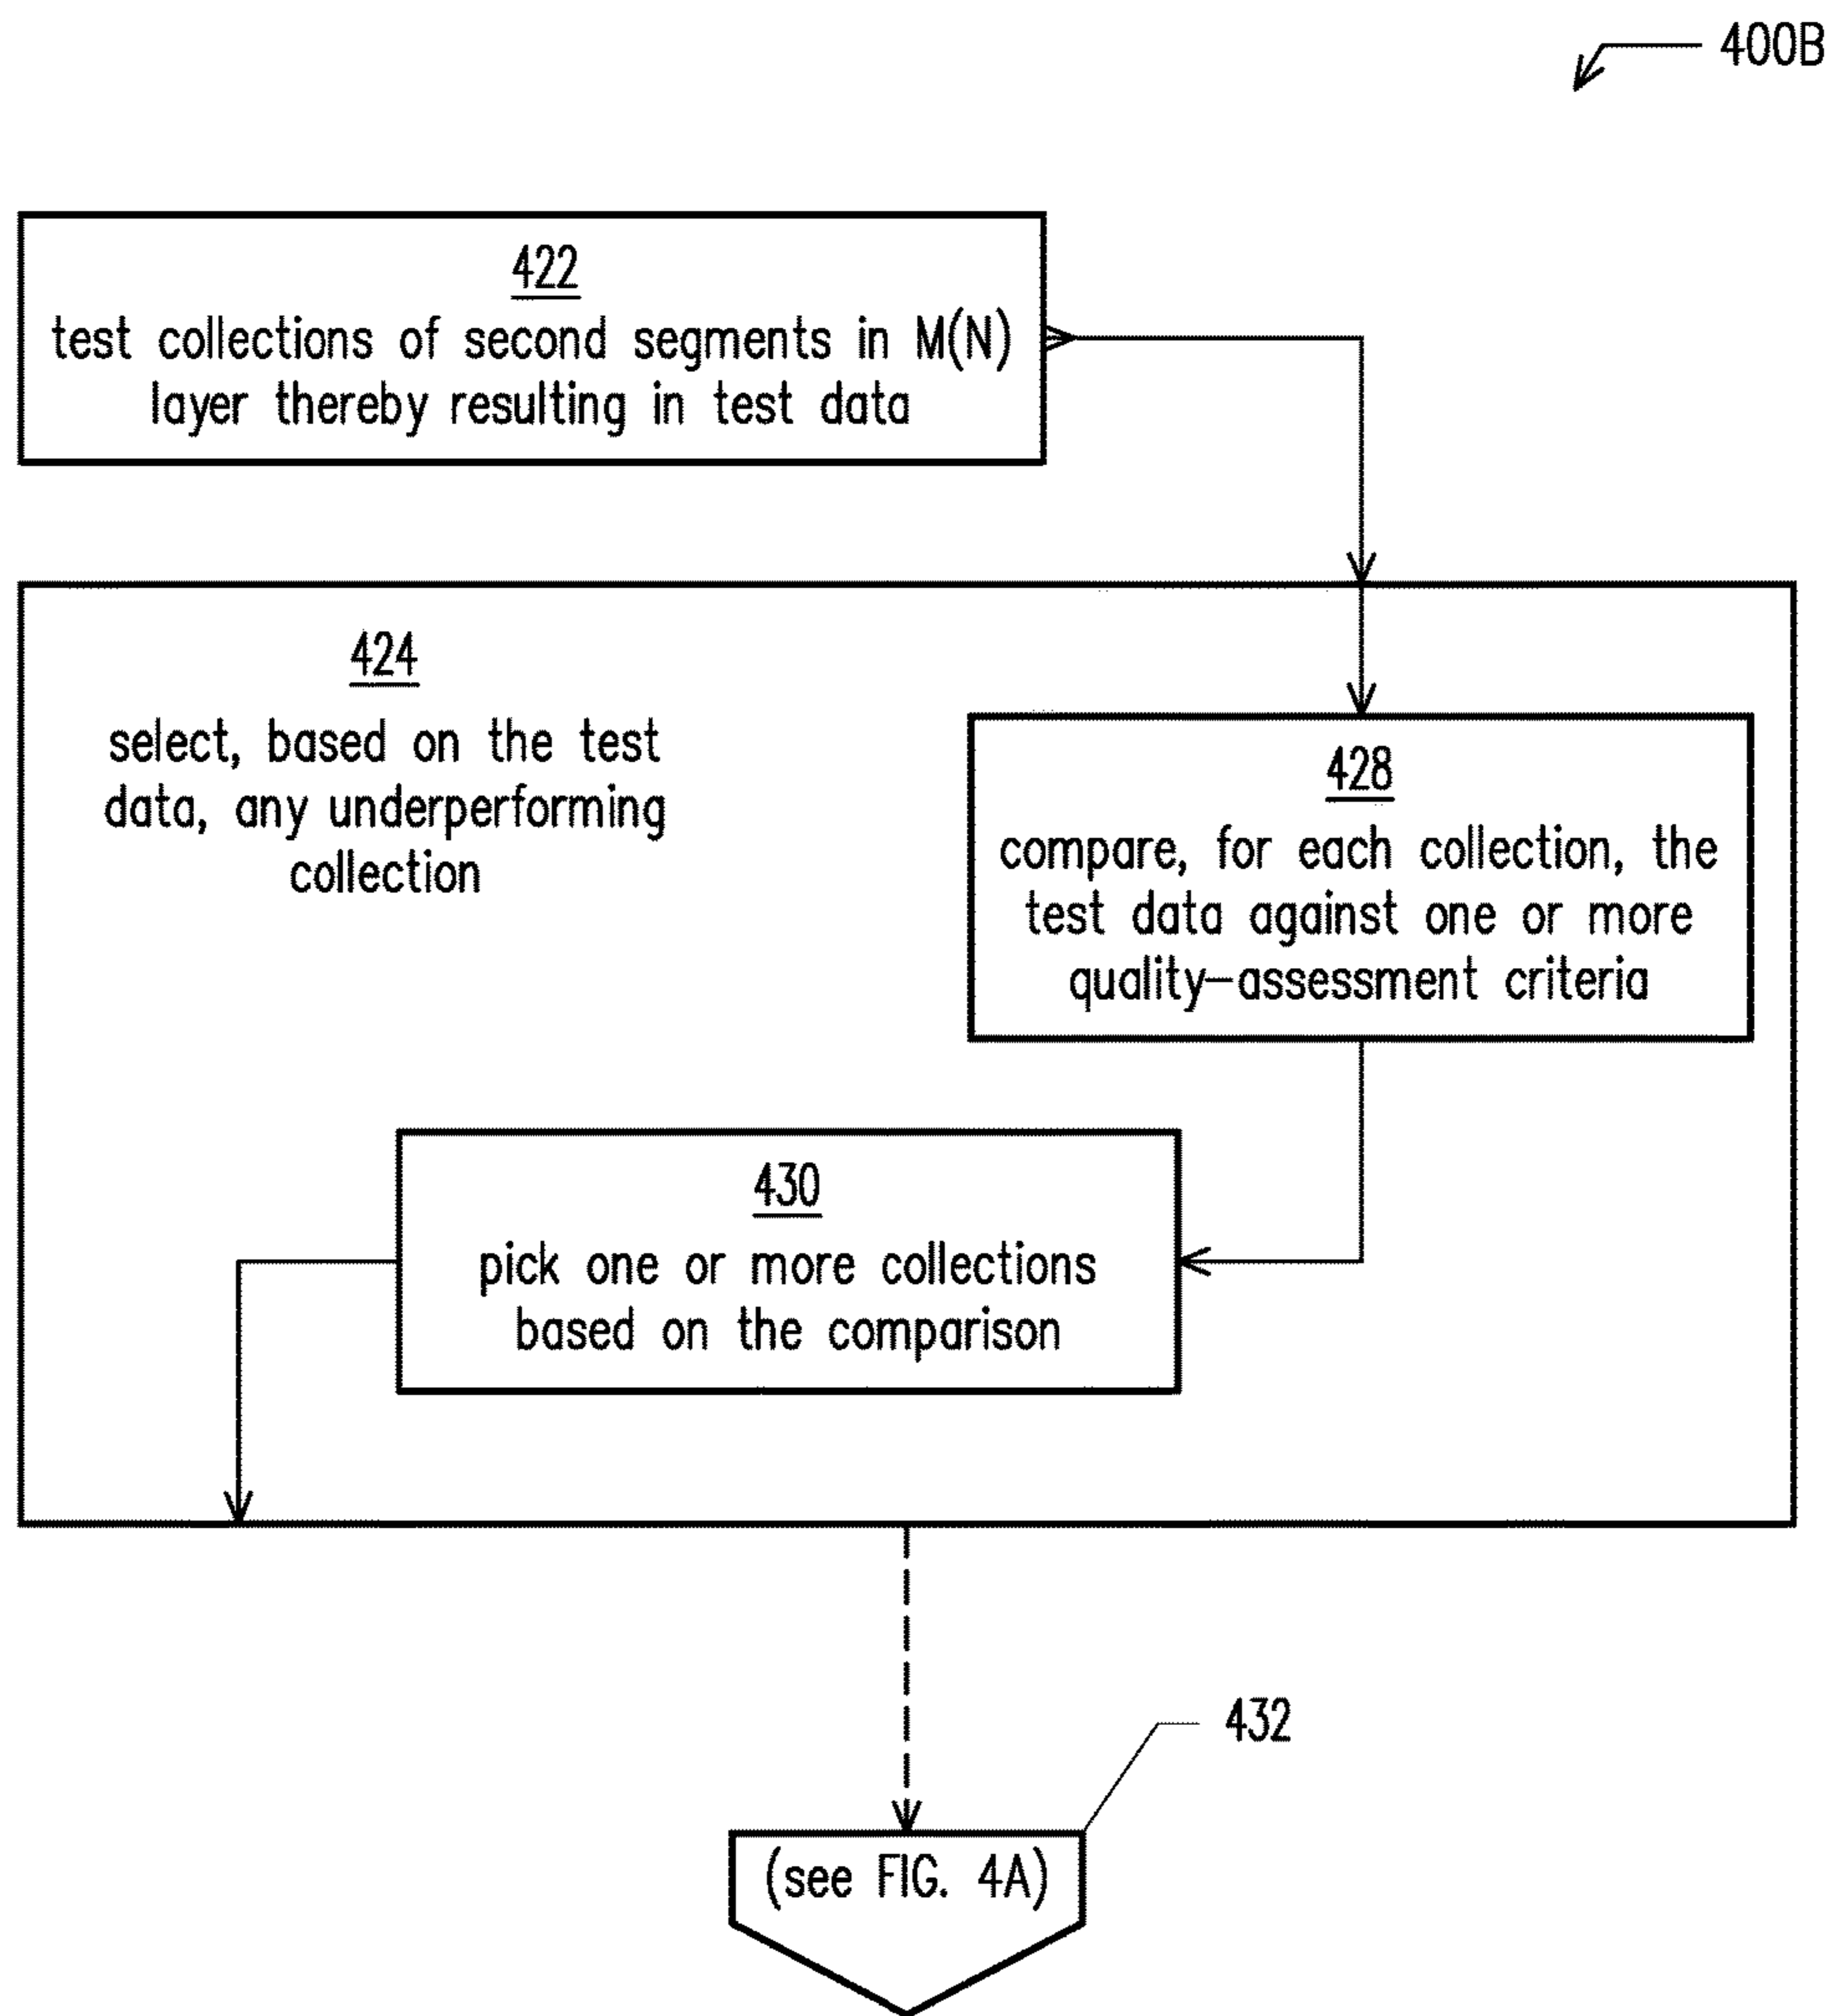 400B
422
test collections of second segments in M(N)
layer thereby resulting in test data
424
select, based on the test
data, any underperforming
collection
428
compare, for each collection, the
test data against one or more
quality-assessment criteria
430
pick one or more collections
based on the comparison
432
(see FIG. 4A)